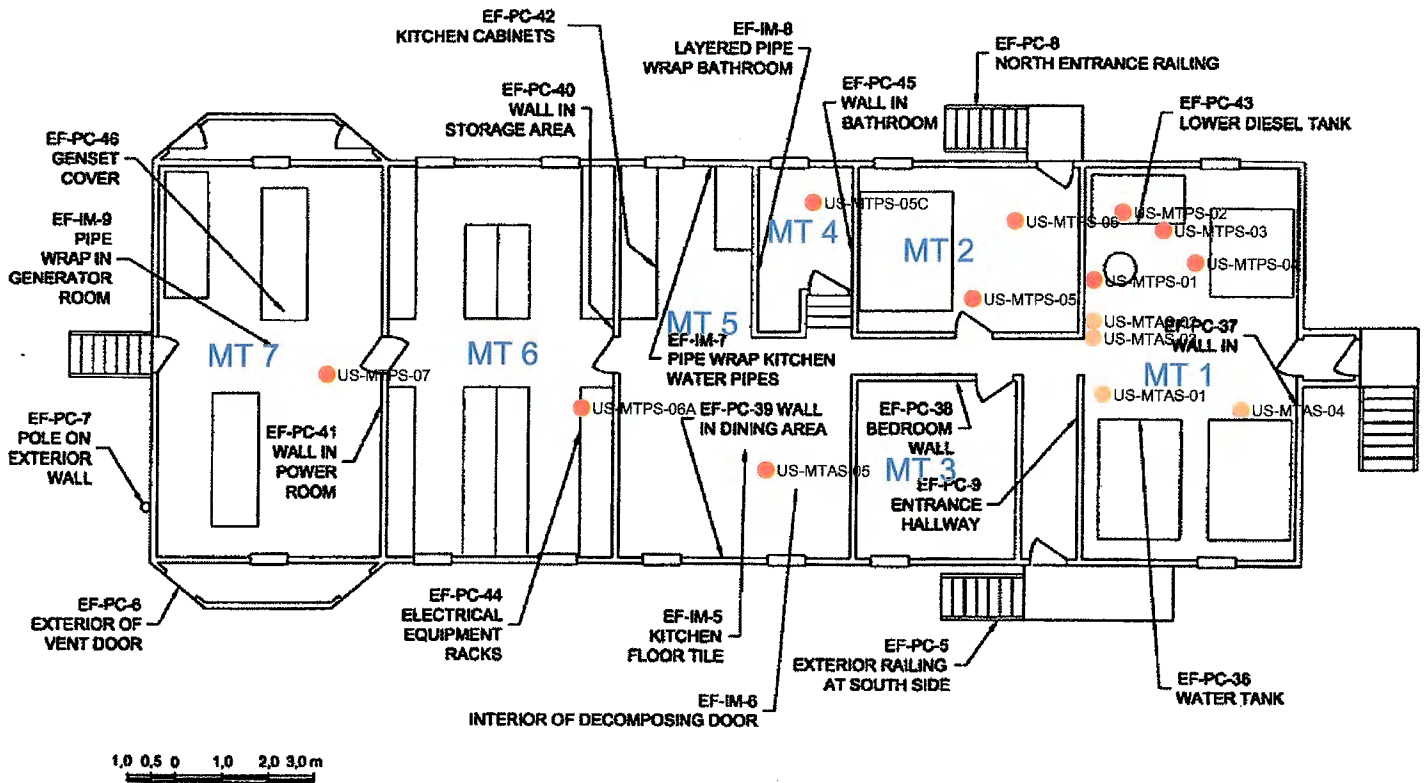 EF-PC-42
KITCHEN CABINETS
EF-IM-8
LAYERED PIPE
WRAP BATHROOM
EF-PC-8
NORTH ENTRANCE RAILING
EF-PC-40
WALL IN
STORAGE AREA
EF-PC-45
WALL IN
BATHROOM
EF-PC-43
LOWER DIESEL TANK
EF-PC-46
GENSET
COVER
EF-IM-9
PIPE
WRAP IN
GENERATOR
ROOM
US-MTPS-05C
US-MTPS-06
US-MTPS-02
US-MTPS-03
US-MTPS-04
US-MTPS-01
US-MTPS-05
MT 4
MT 2
MT 5
MT 7
MT 6
MT 1
MT 3
US-MTAS-02
US-MTAS-03
EF-PC-37
WALL IN
EF-IM-7
PIPE WRAP KITCHEN
WATER PIPES
US-MTPS-07
US-MTAS-01
US-MTAS-04
US-MTPS-06A
EF-PC-39 WALL
IN DINING AREA
EF-PC-38
BEDROOM
WALL
EF-PC-7
POLE ON
EXTERIOR
WALL
EF-PC-41
WALL IN
POWER
ROOM
US-MTAS-05
EF-PC-9
ENTRANCE
HALLWAY
EF-PC-6
EXTERIOR OF
VENT DOOR
EF-PC-44
ELECTRICAL
EQUIPMENT
RACKS
EF-IM-5
KITCHEN
FLOOR TILE
EF-PC-5
EXTERIOR RAILING
AT SOUTH SIDE
EF-PC-36
WATER TANK
EF-IM-6
INTERIOR OF DECOMPOSING DOOR
1,0 0,5 0 1,0 2,0 3,0 m